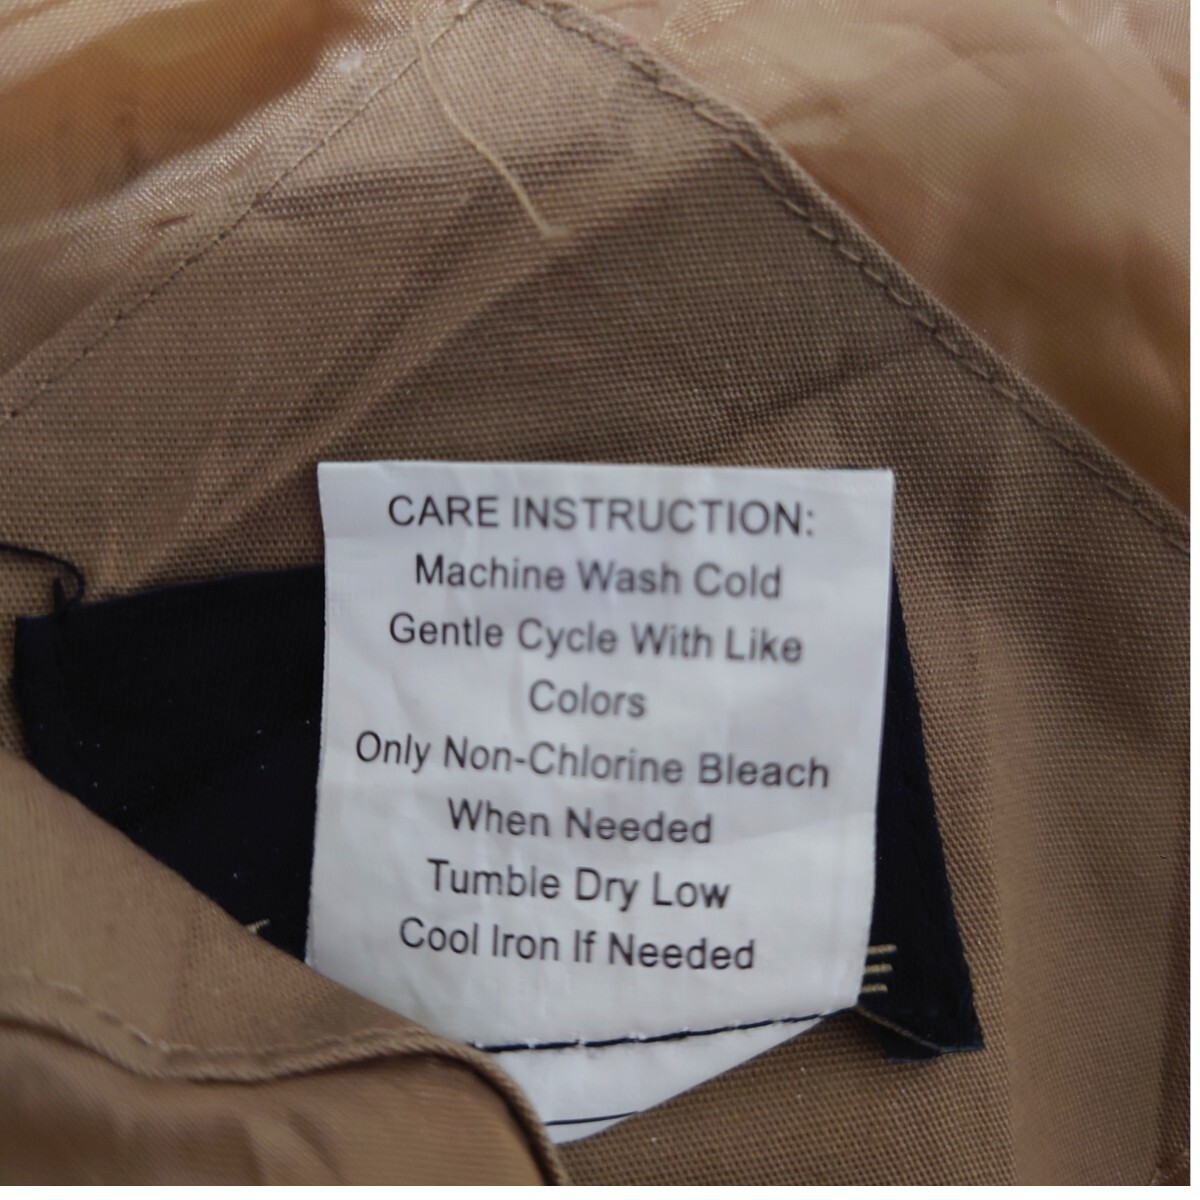 CARE INSTRUCTION:
Machine Wash Cold
Gentle Cycle With Like
Colors
Only Non-Chlorine Bleach
When Needed
Tumble Dry Low
Cool Iron If Needed